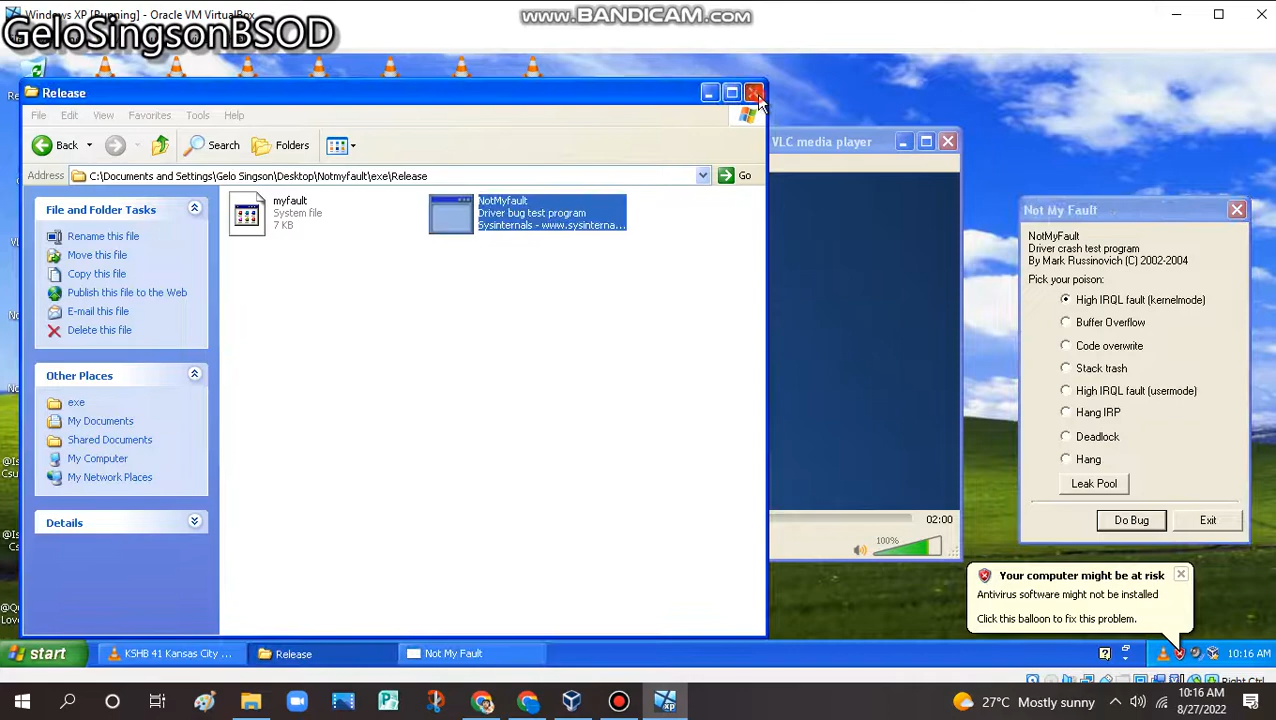 Windows XP [Running] - Oracle VM VirtualBox
www.BANDICAM.com
GeloSingsonBSOD
Release
File Edit View Favorites Tools Help
Back Search Folders
Address C:\Documents and Settings\Gelo Singson\Desktop\Notmyfault\exe\Release Go
File and Folder Tasks
Rename this file
Move this file
Copy this file
Publish this file to the Web
E-mail this file
Delete this file
Other Places
exe
My Documents
Shared Documents
My Computer
My Network Places
Details
myfault
System file
7 KB
NotMyfault
Driver bug test program
Sysinternals - www.sysinterna...
VLC media player
02:00
100%
Not My Fault
NotMyFault
Driver crash test program
By Mark Russinovich (C) 2002-2004
Pick your poison:
High IRQL fault (kernelmode)
Buffer Overflow
Code overwrite
Stack trash
High IRQL fault (usermode)
Hang IRP
Deadlock
Hang
Leak Pool
Do Bug Exit
Your computer might be at risk
Antivirus software might not be installed
Click this balloon to fix this problem.
start KSHB 41 Kansas City ... Release Not My Fault 10:16 AM
Right Ctrl
27°C Mostly sunny
10:16 AM
8/27/2022